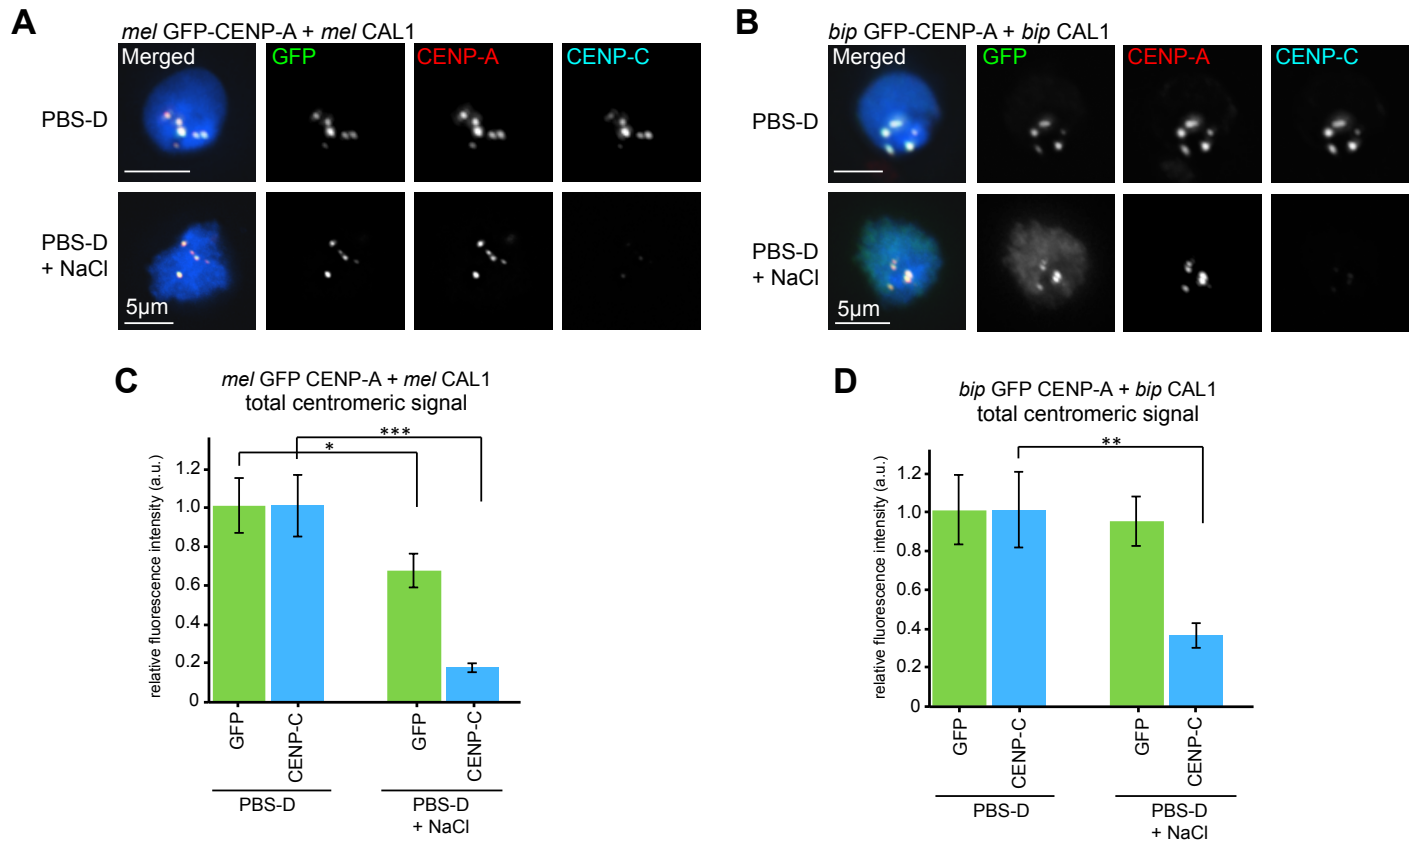 A
mel GFP-CENP-A + mel CAL1
Merged
GFP
CENP-A
CENP-C
PBS-D
PBS-D
+ NaCl
5µm
B
bip GFP-CENP-A + bip CAL1
Merged
GFP
CENP-A
CENP-C
PBS-D
PBS-D
+ NaCl
5µm
C
mel GFP CENP-A + mel CAL1
total centromeric signal
***
*
relative fluorescence intensity (a.u.)
1.2
1.0
0.8
0.6
0.4
0.2
0
GFP
CENP-C
GFP
CENP-C
PBS-D
PBS-D
+ NaCl
D
bip GFP CENP-A + bip CAL1
total centromeric signal
**
relative fluorescence intensity (a.u.)
1.2
1.0
0.8
0.6
0.4
0.2
0
GFP
CENP-C
GFP
CENP-C
PBS-D
PBS-D
+ NaCl